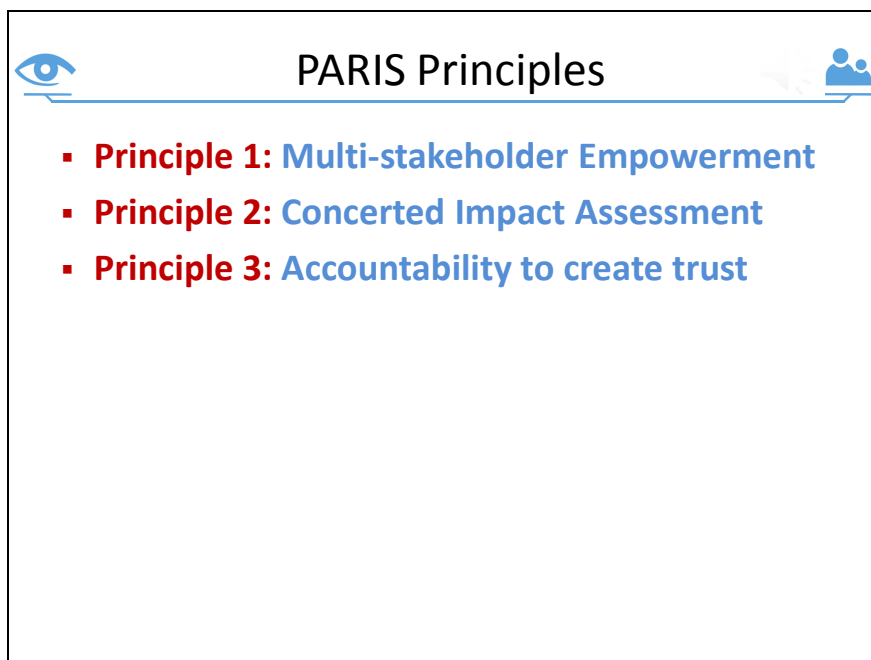 PARIS Principles
▪ Principle 1: Multi-stakeholder Empowerment
▪ Principle 2: Concerted Impact Assessment
▪ Principle 3: Accountability to create trust